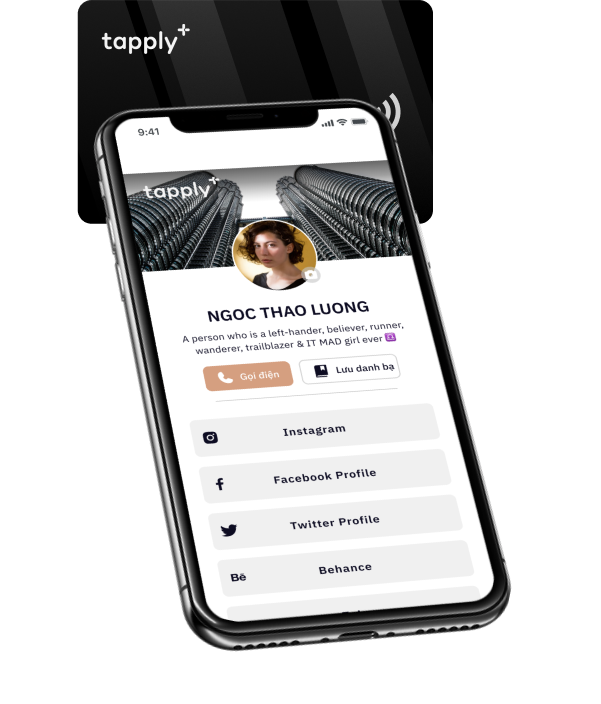 tapply+
9:41
tapply+
NGOC THAO LUONG
A person who is a left-hander, believer, runner,
wanderer, trailblazer & IT MAD girl ever
Gọi điện
Lưu danh bạ
Instagram
Facebook Profile
Twitter Profile
Bē
Behance